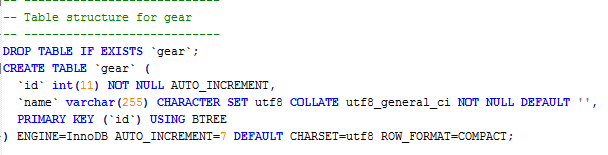 -- ----------------------------
-- Table structure for gear
-- ----------------------------
DROP TABLE IF EXISTS `gear`;
CREATE TABLE `gear` (
  `id` int(11) NOT NULL AUTO_INCREMENT,
  `name` varchar(255) CHARACTER SET utf8 COLLATE utf8_general_ci NOT NULL DEFAULT '',
  PRIMARY KEY (`id`) USING BTREE
) ENGINE=InnoDB AUTO_INCREMENT=7 DEFAULT CHARSET=utf8 ROW_FORMAT=COMPACT;